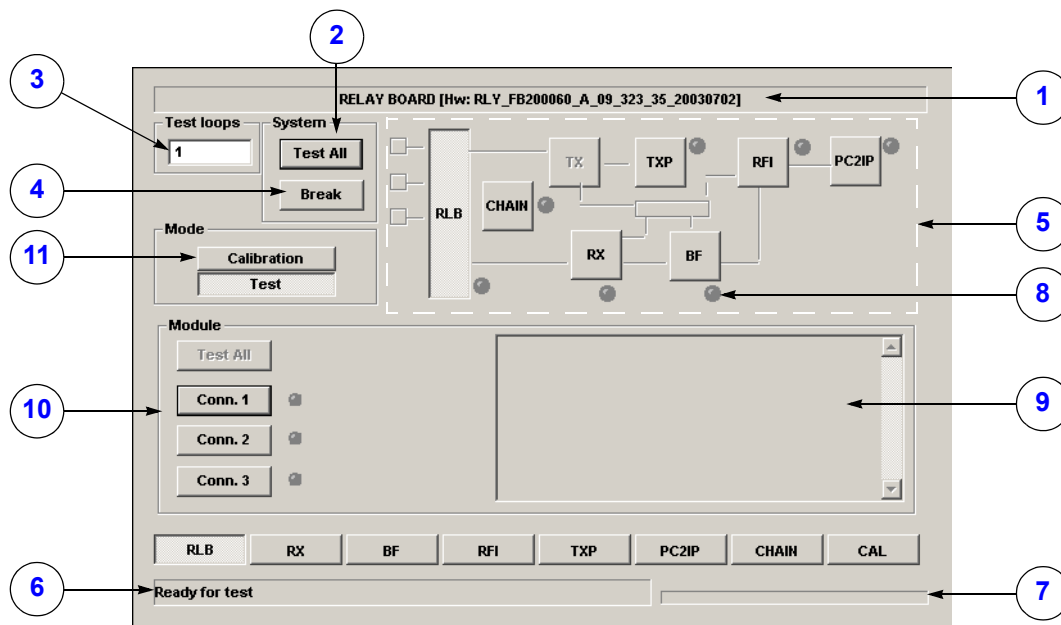 2
3
1
RELAY BOARD [Hw: RLY_FB200060_A_09_323_35_20030702]
Test loops
System
1
Test All
TX
TXP
RFI
PC2IP
4
Break
RLB
CHAIN
5
Mode
11
Calibration
RX
BF
Test
8
Module
Test All
10
Conn. 1
9
Conn. 2
Conn. 3
RLB
RX
BF
RFI
TXP
PC2IP
CHAIN
CAL
6
Ready for test
7